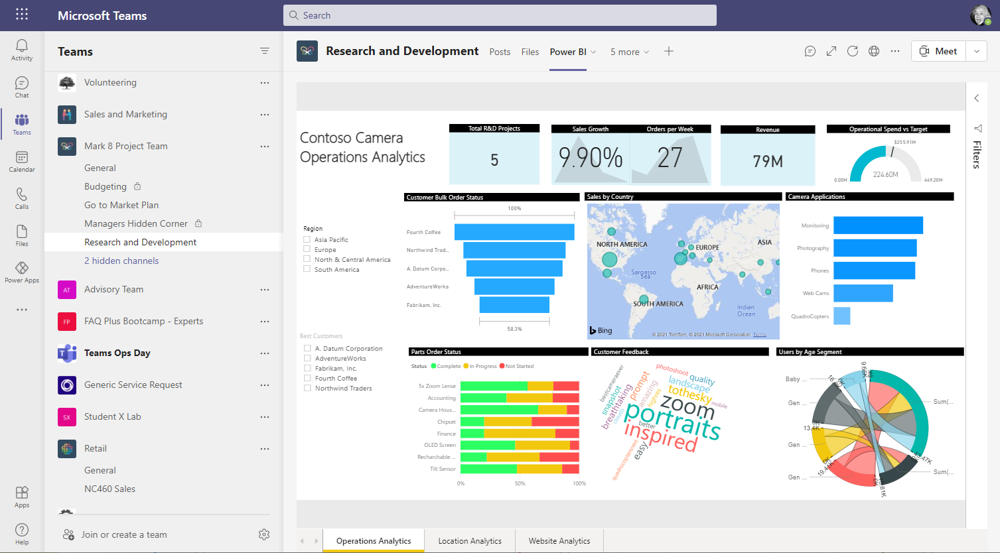 Microsoft Teams
Search
Activity
Chat
Teams
Calendar
Calls
Files
Power Apps
Apps
Help
Teams
Volunteering
Sales and Marketing
Mark 8 Project Team
General
Budgeting
Go to Market Plan
Managers Hidden Corner
Research and Development
2 hidden channels
AT Advisory Team
FP FAQ Plus Bootcamp - Experts
Teams Ops Day
Generic Service Request
SX Student X Lab
Retail
General
NC460 Sales
Join or create a team
Research and Development Posts Files Power BI 5 more
Meet
Filters
Contoso Camera
Operations Analytics
Total R&D Projects
5
Sales Growth
9.90%
Orders per Week
27
Revenue
79M
Operational Spend vs Target
$255.91M
224.60M
0.00M
449.20M
Region
Asia Pacific
Europe
North & Central America
South America
Best Customers
A. Datum Corporation
AdventureWorks
Fabrikam, Inc.
Fourth Coffee
Northwind Traders
Customer Bulk Order Status
100%
Fourth Coffee
Northwind Trad...
A. Datum Corpo...
AdventureWorks
Fabrikam, Inc.
58.3%
Sales by Country
NORTH AMERICA
EUROPE
ASIA
Sargasso
Sea
AFRICA
SOUTH AMERICA
Indian
Ocean
Bing
© 2021 TomTom, © 2021 Microsoft Corporation Terms
Camera Applications
Monitoring
Photography
Phones
Web Cams
QuadroCopters
Parts Order Status
Status Complete In Progress Not Started
5x Zoom Lense
Accounting
Camera Hous...
Chipset
Finance
OLED Screen
Recharchable ...
Tilt Sensor
0% 50% 100%
Customer Feedback
bestcameraever
photoshoot
quality
landscape
prompt
tothesky
amazing
highres
snapshot
breathtaking
clouds
zoom
mobile
portraits
better
inspired
easy
quadrocoptersnext
Users by Age Segment
Baby ...
Gen ...
Gen ...
Gen ...
Sum(...
Sum(...
0K
0K
13.4K
0K
19.44K
43.47K
Operations Analytics
Location Analytics
Website Analytics